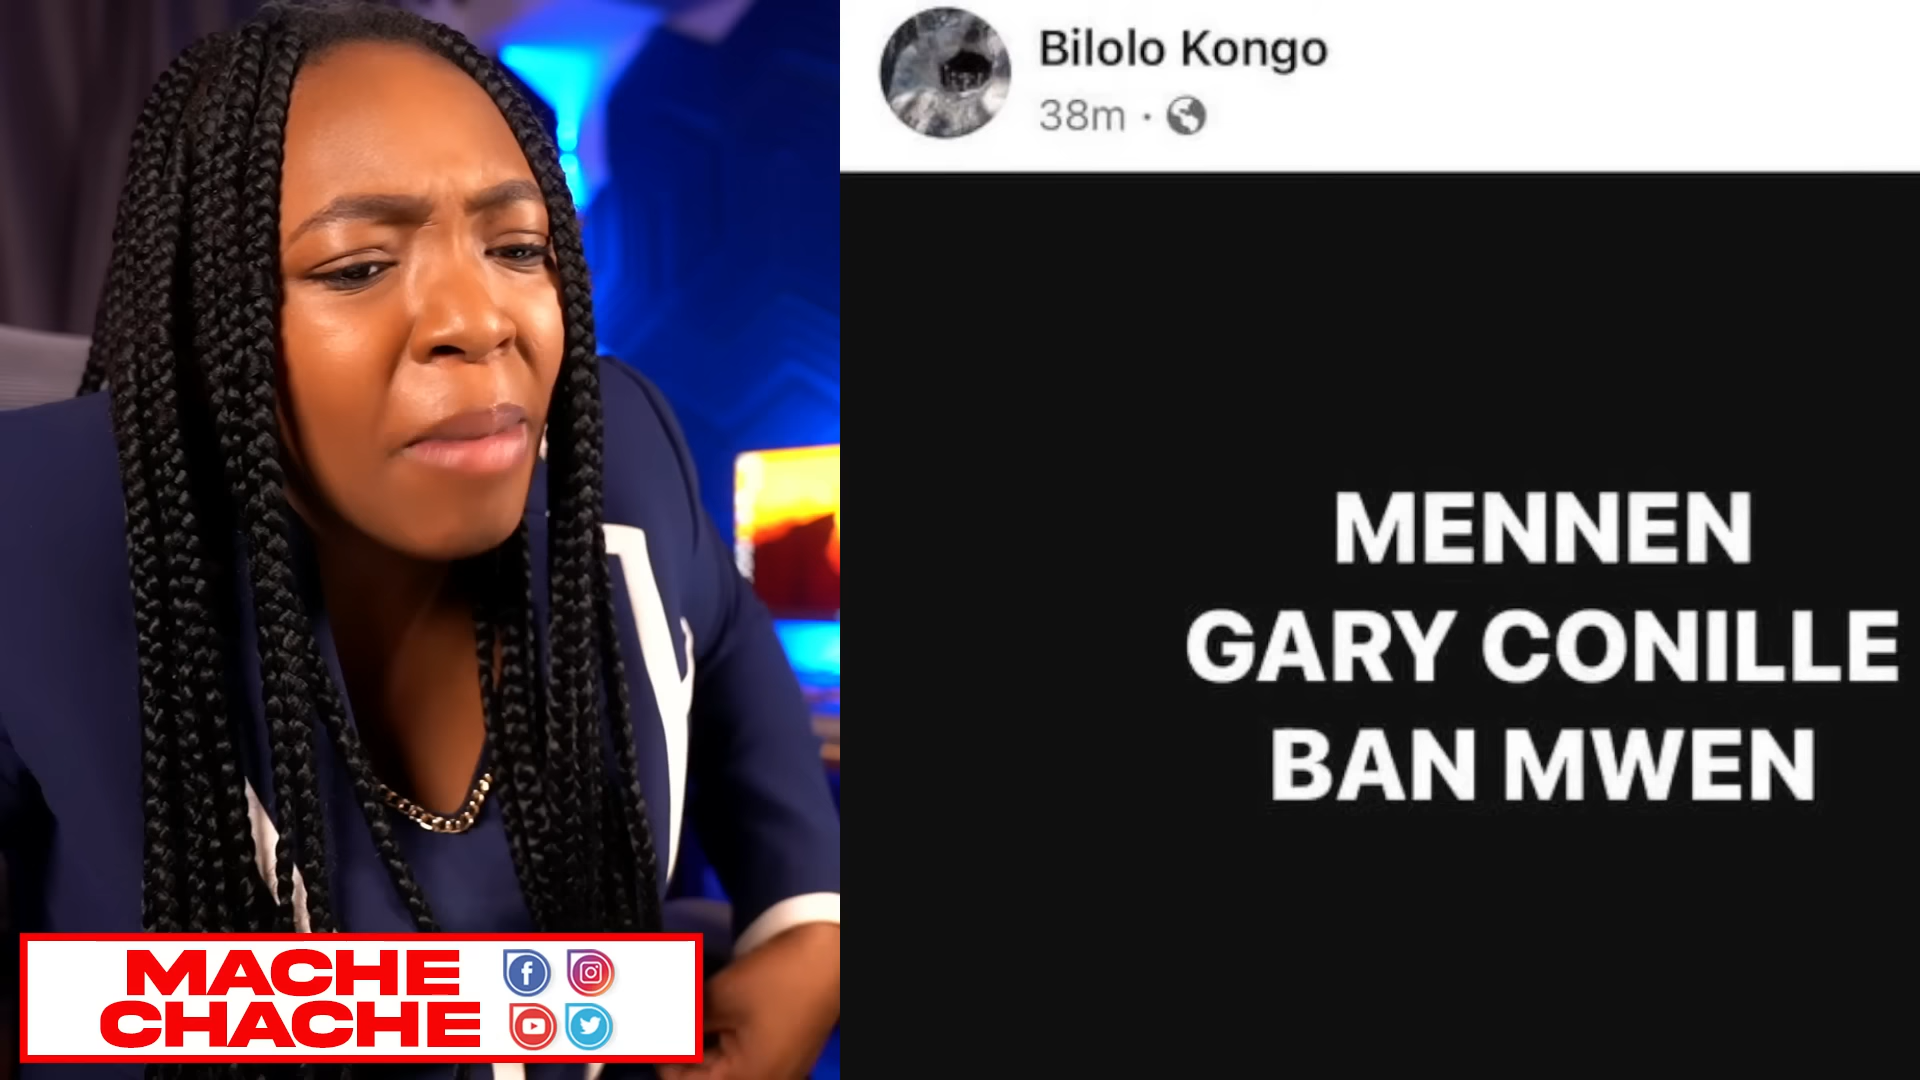 Bilolo Kongo
38m ·
MENNEN
GARY CONILLE
BAN MWEN
MACHE
CHACHE